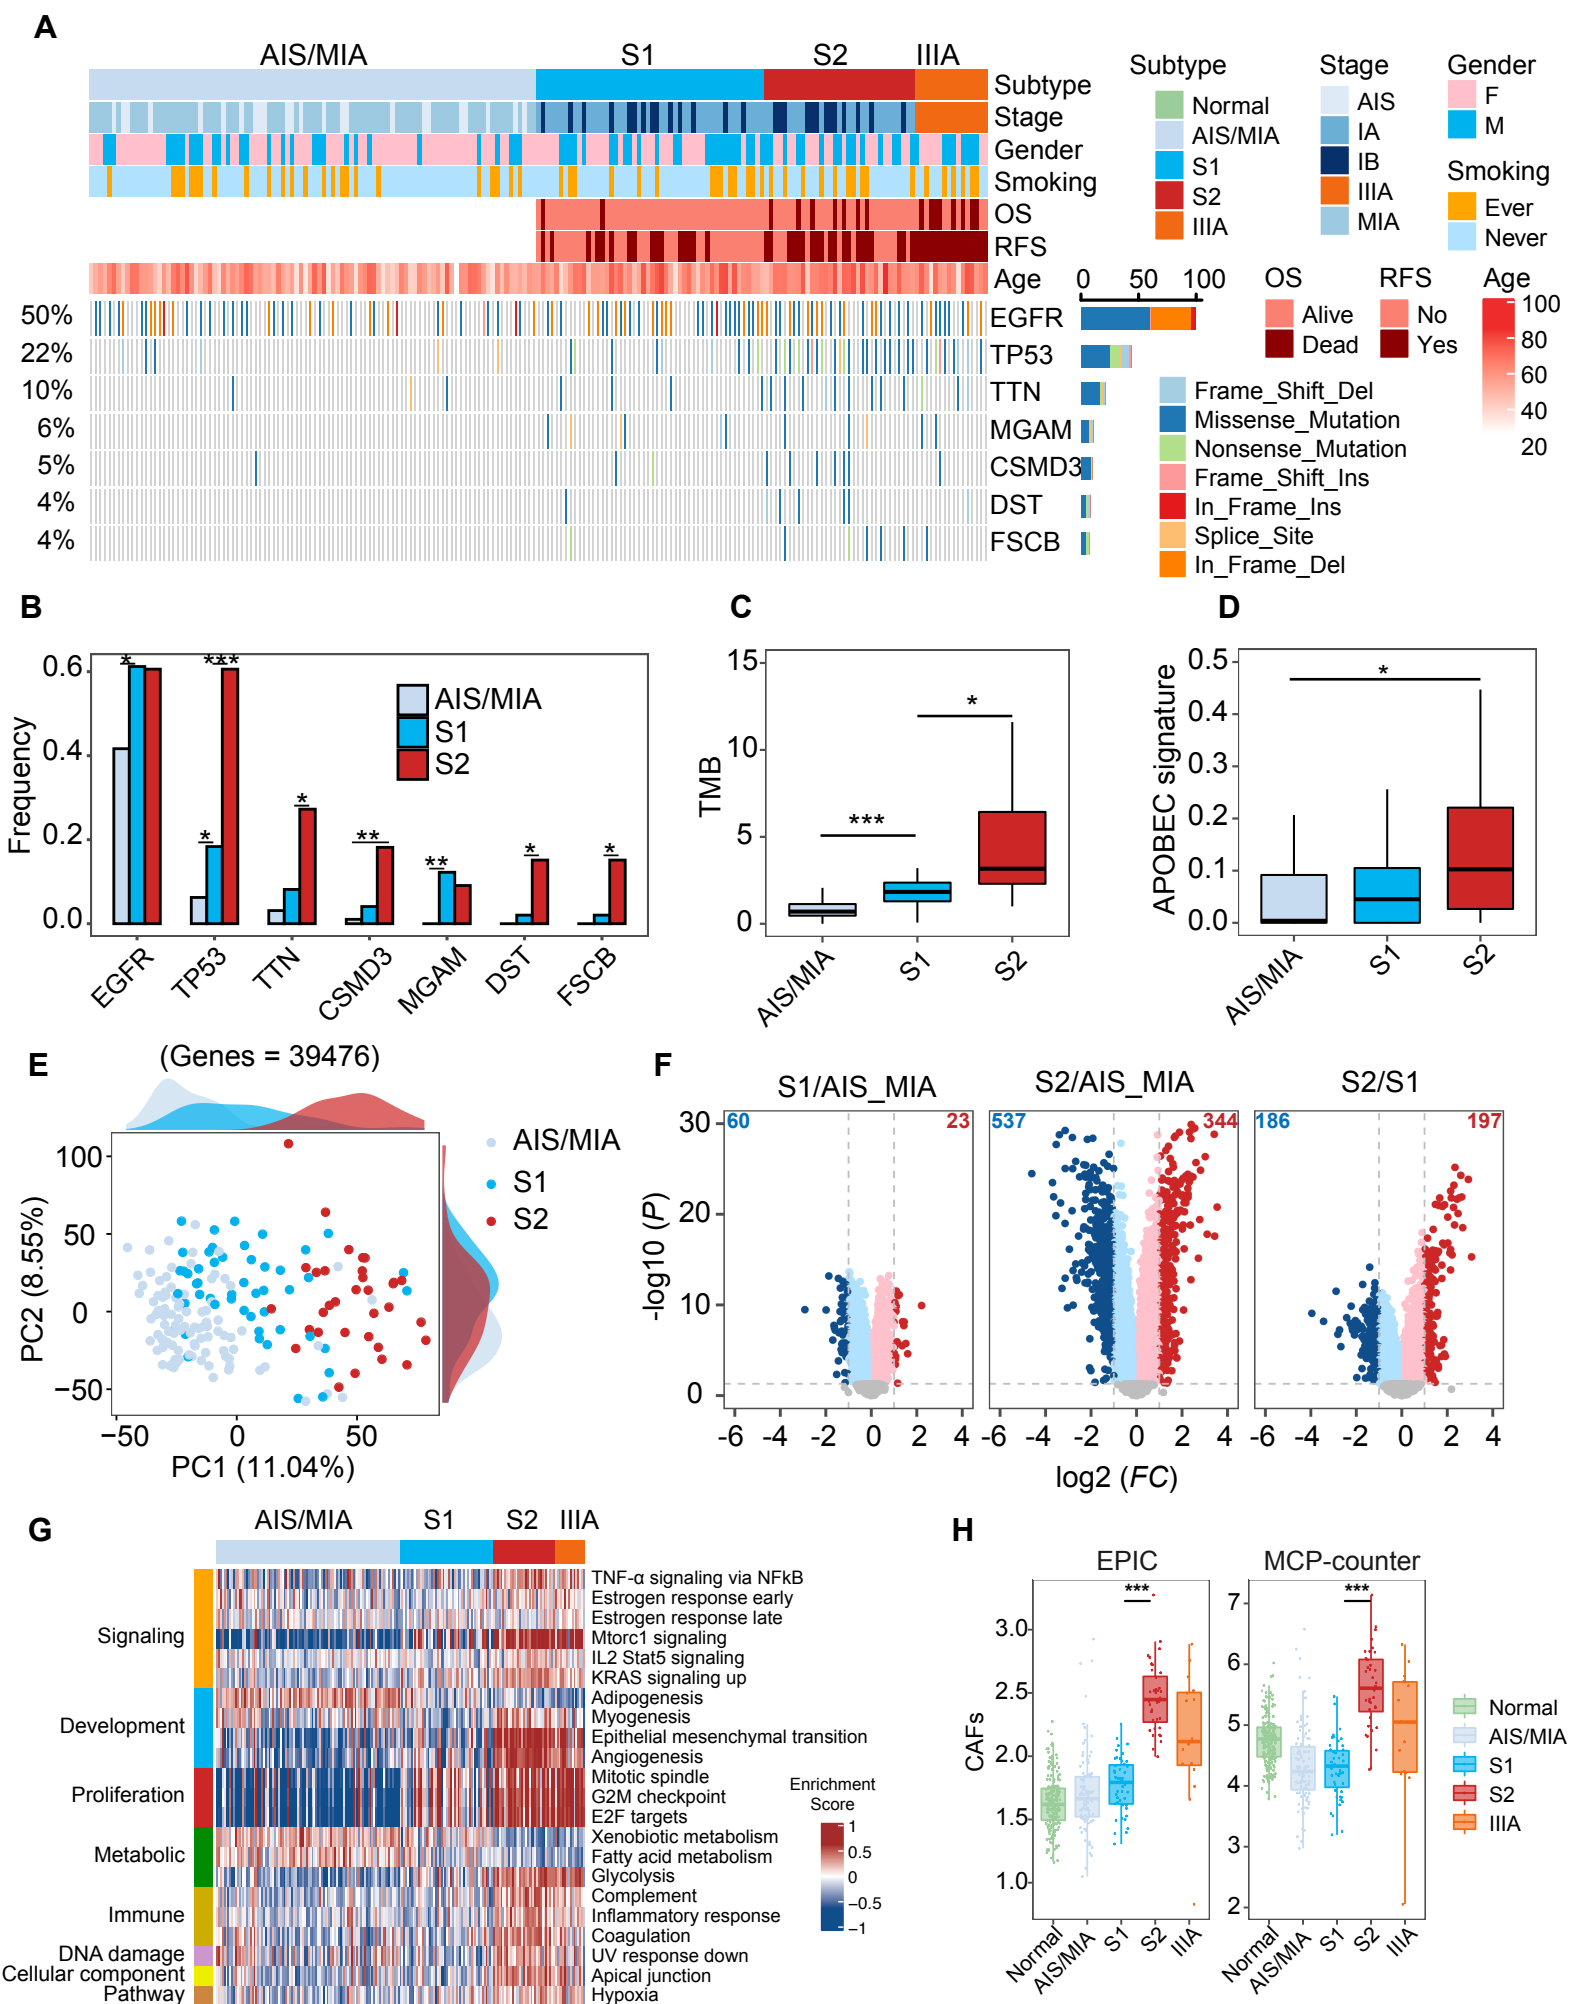 A
AIS/MIA S1 S2 IIIA
Subtype
Stage
Gender
Smoking
OS
RFS
Age
Subtype
Normal
AIS/MIA
S1
S2
IIIA
Stage
AIS
IA
IB
IIIA
MIA
Gender
F
M
Smoking
Ever
Never
0 50 100
50% EGFR
22% TP53
10% TTN
6% MGAM
5% CSMD3
4% DST
4% FSCB
OS
Alive
Dead
RFS
No
Yes
Age
100
80
60
40
20
Frame_Shift_Del
Missense_Mutation
Nonsense_Mutation
Frame_Shift_Ins
In_Frame_Ins
Splice_Site
In_Frame_Del
B
Frequency
0.6
0.4
0.2
0.0
* *** * * ** ** * *
AIS/MIA
S1
S2
EGFR TP53 TTN CSMD3 MGAM DST FSCB
C
TMB
15
10
5
0
*** *
AIS/MIA S1 S2
D
APOBEC signature
0.5
0.4
0.3
0.2
0.1
0.0
*
AIS/MIA S1 S2
E
(Genes = 39476)
PC2 (8.55%)
100
50
0
−50
−50 0 50
PC1 (11.04%)
AIS/MIA
S1
S2
F
S1/AIS_MIA S2/AIS_MIA S2/S1
60 23 537 344 186 197
-log10 (P)
30
20
10
0
-6 -4 -2 0 2 4 -6 -4 -2 0 2 4 -6 -4 -2 0 2 4
log2 (FC)
G
AIS/MIA S1 S2 IIIA
Signaling
Development
Proliferation
Metabolic
Immune
DNA damage
Cellular component
Pathway
TNF-α signaling via NFkB
Estrogen response early
Estrogen response late
Mtorc1 signaling
IL2 Stat5 signaling
KRAS signaling up
Adipogenesis
Myogenesis
Epithelial mesenchymal transition
Angiogenesis
Mitotic spindle
G2M checkpoint
E2F targets
Xenobiotic metabolism
Fatty acid metabolism
Glycolysis
Complement
Inflammatory response
Coagulation
UV response down
Apical junction
Hypoxia
Enrichment
Score
1
0.5
0
−0.5
−1
H
EPIC MCP-counter
CAFs
3.0
2.5
2.0
1.5
1.0
***
Normal AIS/MIA S1 S2 IIIA
7
6
5
4
3
2
***
Normal AIS/MIA S1 S2 IIIA
Normal
AIS/MIA
S1
S2
IIIA